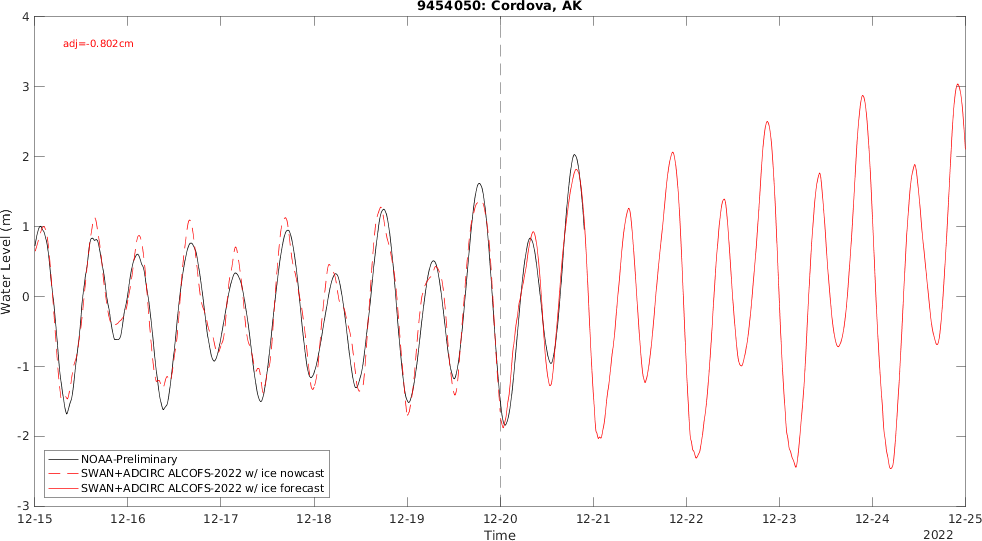 9454050: Cordova, AK
adj=-0.802cm
Water Level (m)
4
3
2
1
0
-1
-2
-3
NOAA-Preliminary
SWAN+ADCIRC ALCOFS-2022 w/ ice nowcast
SWAN+ADCIRC ALCOFS-2022 w/ ice forecast
12-15 12-16 12-17 12-18 12-19 12-20 12-21 12-22 12-23 12-24 12-25
Time
2022